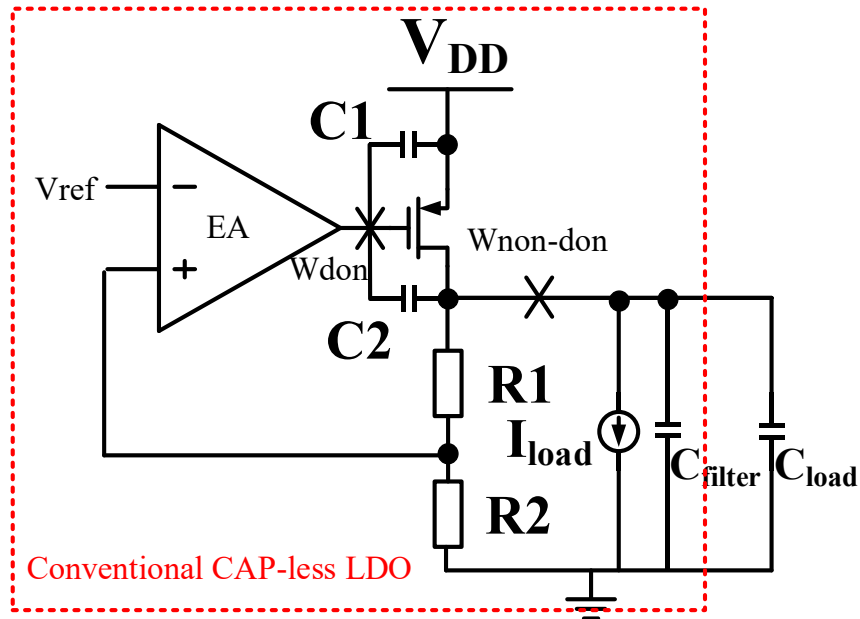 VDD
C1
Vref
−
EA
+
Wdon
Wnon-don
C2
R1
Iload
Cfilter
Cload
R2
Conventional CAP-less LDO